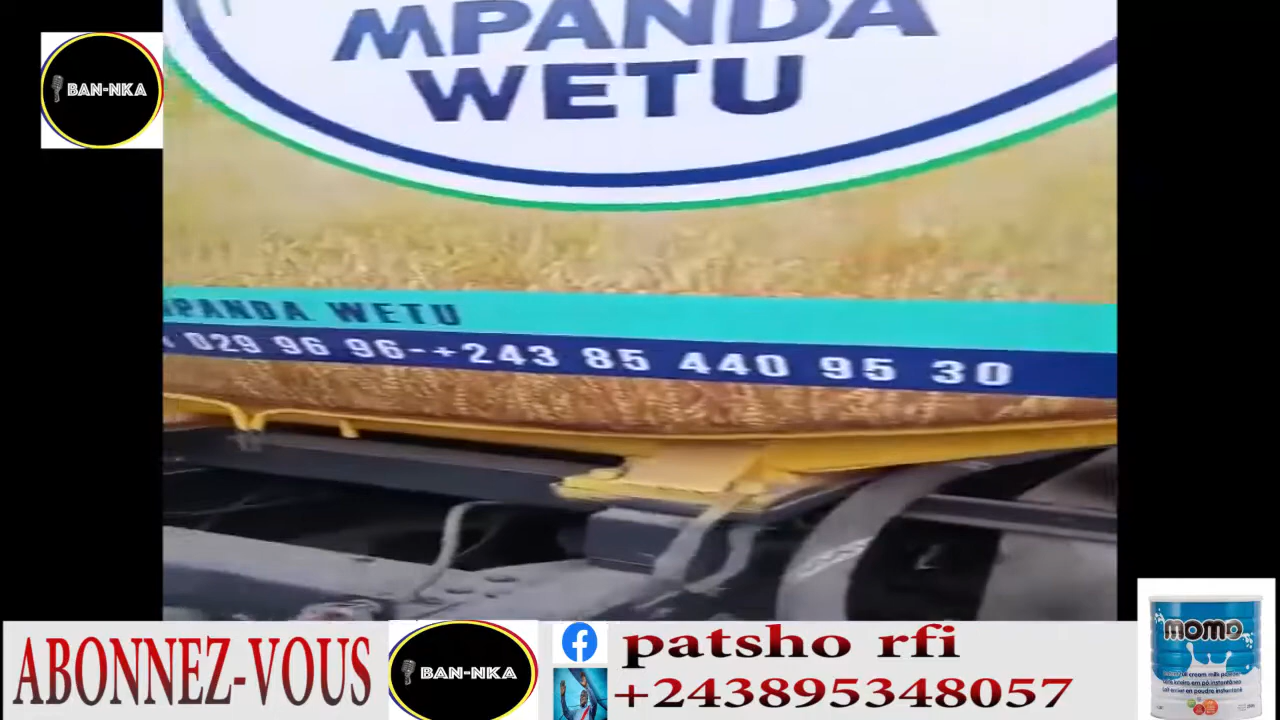 MPANDA
WETU
BAN-NKA
MPANDA WETU
029 96 96-+243 85 440 95 30
ABONNEZ-VOUS
BAN-NKA
patsho rfi
+243895348057
momo